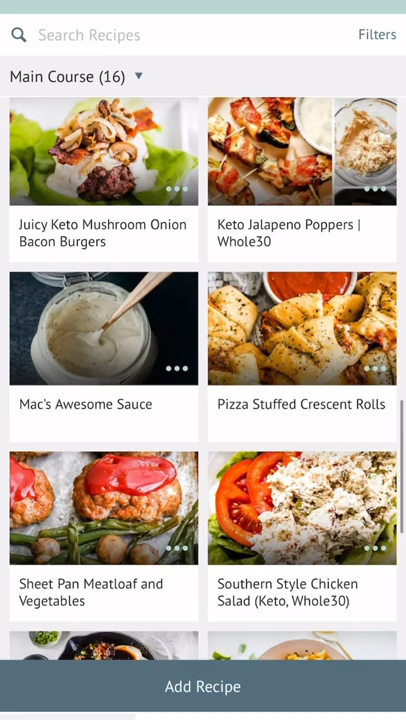 Search Recipes
Filters
Main Course (16)
Juicy Keto Mushroom Onion
Bacon Burgers
Keto Jalapeno Poppers |
Whole30
Mac's Awesome Sauce
Pizza Stuffed Crescent Rolls
Sheet Pan Meatloaf and
Vegetables
Southern Style Chicken
Salad (Keto, Whole30)
Add Recipe